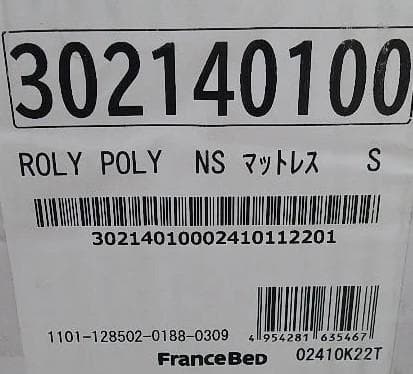 302140100
ROLY POLY NS マットレス S
30214010002410112201
1101-128502-0188-0309
4 954281 635467
FRANCEBED 02410K22T